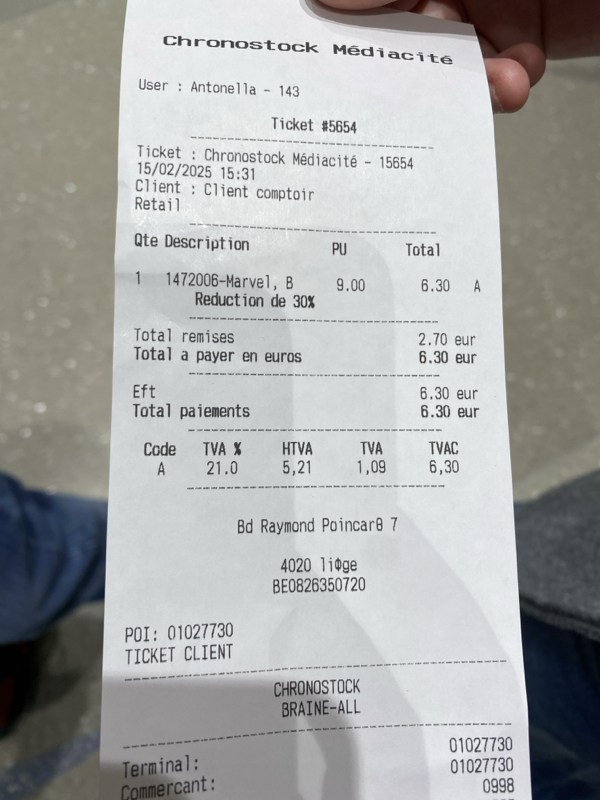 Chronostock Médiacité
User : Antonella - 143
Ticket #5654
Ticket : Chronostock Médiacité - 15654
15/02/2025 15:31
Client : Client comptoir
Retail
Qte Description PU Total
1 1472006-Marvel, B 9.00 6.30 A
Reduction de 30%
Total remises 2.70 eur
Total a payer en euros 6.30 eur
Eft 6.30 eur
Total paiements 6.30 eur
Code TVA % HTVA TVA TVAC
A 21.0 5,21 1,09 6,30
Bd Raymond PoincarΘ 7
4020 liΦge
BE0826350720
POI: 01027730
TICKET CLIENT
CHRONOSTOCK
BRAINE-ALL
01027730
Terminal: 01027730
Commercant: 0998